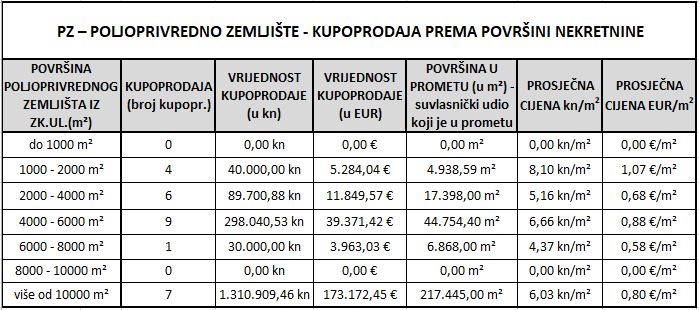 PZ – POLJOPRIVREDNO ZEMLJIŠTE - KUPOPRODAJA PREMA POVRŠINI NEKRETNINE
POVRŠINA POLJOPRIVREDNOG ZEMLJIŠTA IZ ZK.UL.(m²) KUPOPRODAJA (broj kupopr.) VRIJEDNOST KUPOPRODAJE (u kn) VRIJEDNOST KUPOPRODAJE (u EUR) POVRŠINA U PROMETU (u m²) - suvlasnički udio koji je u prometu PROSJEČNA CIJENA kn/m² PROSJEČNA CIJENA EUR/m²
do 1000 m² 0 0,00 kn 0,00 € 0,00 m² 0,00 kn/m² 0,00 €/m²
1000 - 2000 m² 4 40.000,00 kn 5.284,04 € 4.938,59 m² 8,10 kn/m² 1,07 €/m²
2000 - 4000 m² 6 89.700,88 kn 11.849,57 € 17.398,00 m² 5,16 kn/m² 0,68 €/m²
4000 - 6000 m² 9 298.040,53 kn 39.371,42 € 44.754,40 m² 6,66 kn/m² 0,88 €/m²
6000 - 8000 m² 1 30.000,00 kn 3.963,03 € 6.868,00 m² 4,37 kn/m² 0,58 €/m²
8000 - 10000 m² 0 0,00 kn 0,00 € 0,00 m² 0,00 kn/m² 0,00 €/m²
više od 10000 m² 7 1.310.909,46 kn 173.172,45 € 217.445,00 m² 6,03 kn/m² 0,80 €/m²